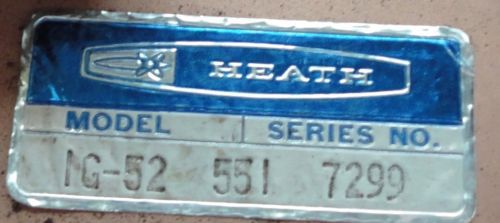 HEATH
MODEL SERIES NO.
IG-52 551 7299